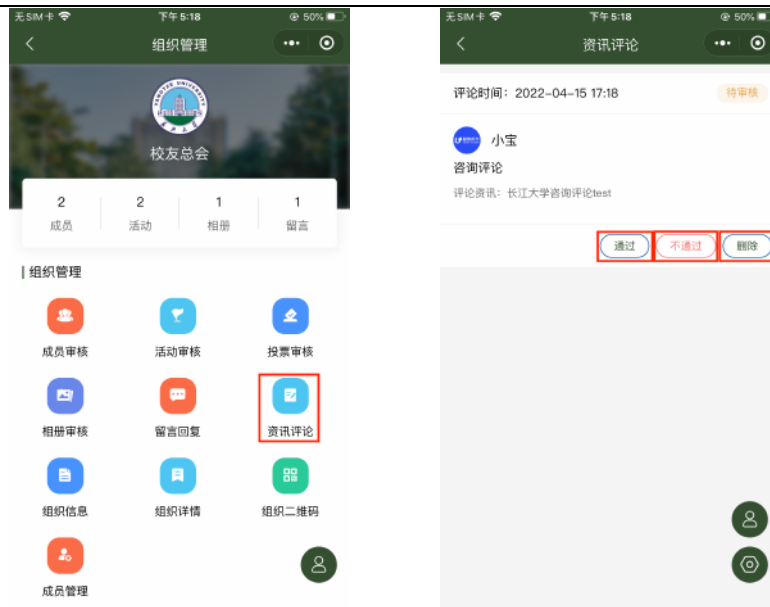 无SIM卡 下午5:18 @ 50%
组织管理
校友总会
2 2 1 1
成员 活动 相册 留言
组织管理
成员审核 活动审核 投票审核
相册审核 留言回复 资讯评论
组织信息 组织详情 组织二维码
成员管理
无SIM卡 下午5:18 @ 50%
资讯评论
评论时间：2022-04-15 17:18 待审核
小宝
咨询评论
评论资讯：长江大学咨询评论test
通过 不通过 删除